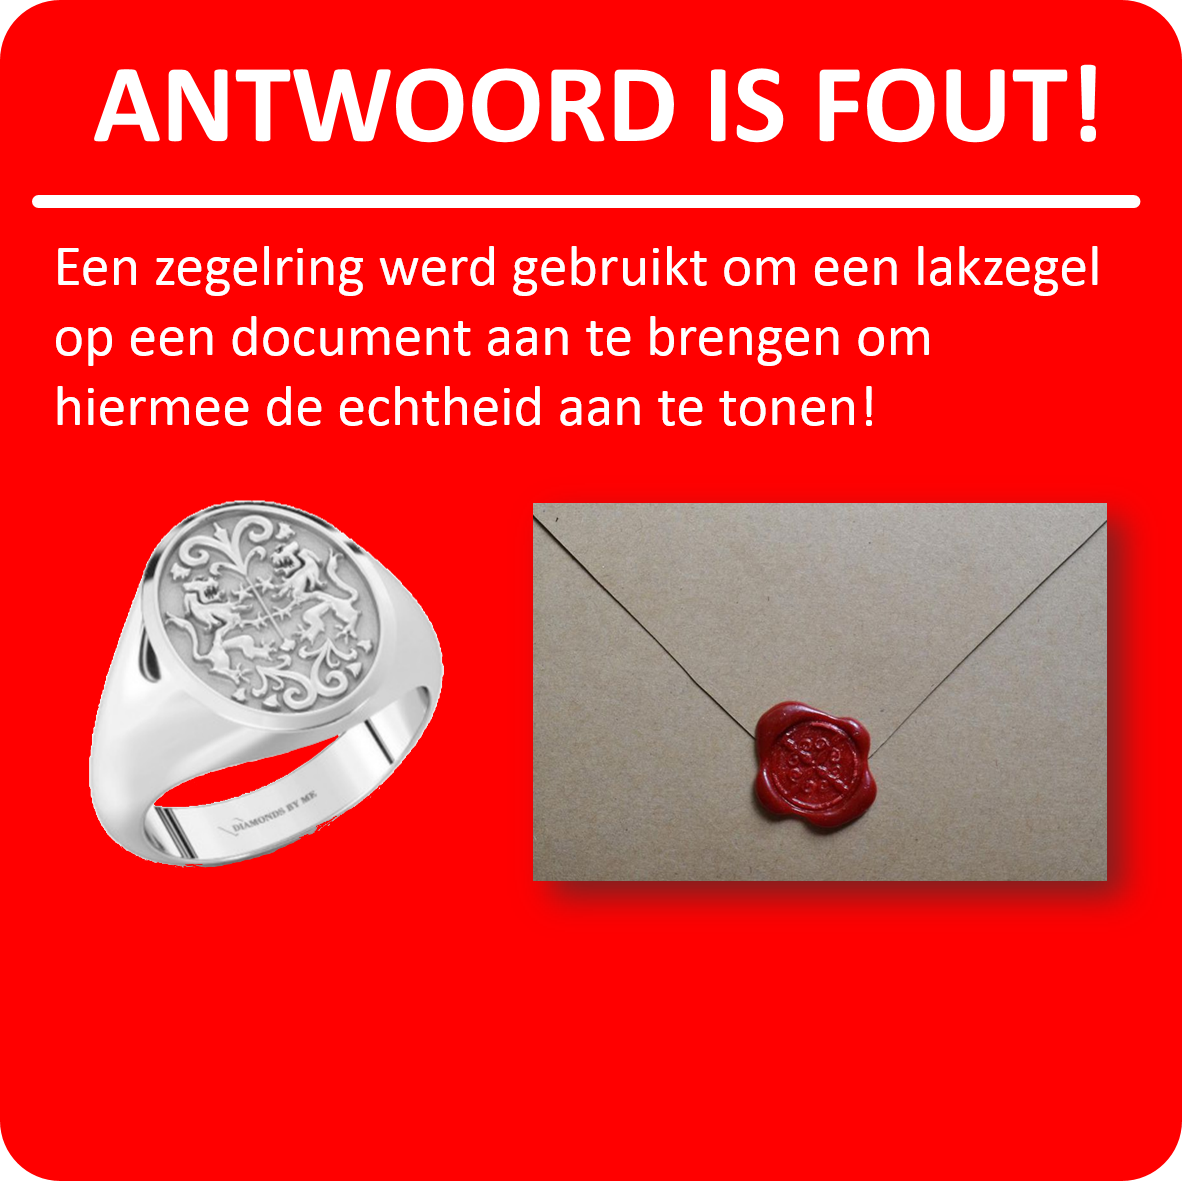 ANTWOORD IS FOUT!
Een zegelring werd gebruikt om een lakzegel
op een document aan te brengen om
hiermee de echtheid aan te tonen!
DIAMONDS BY MK